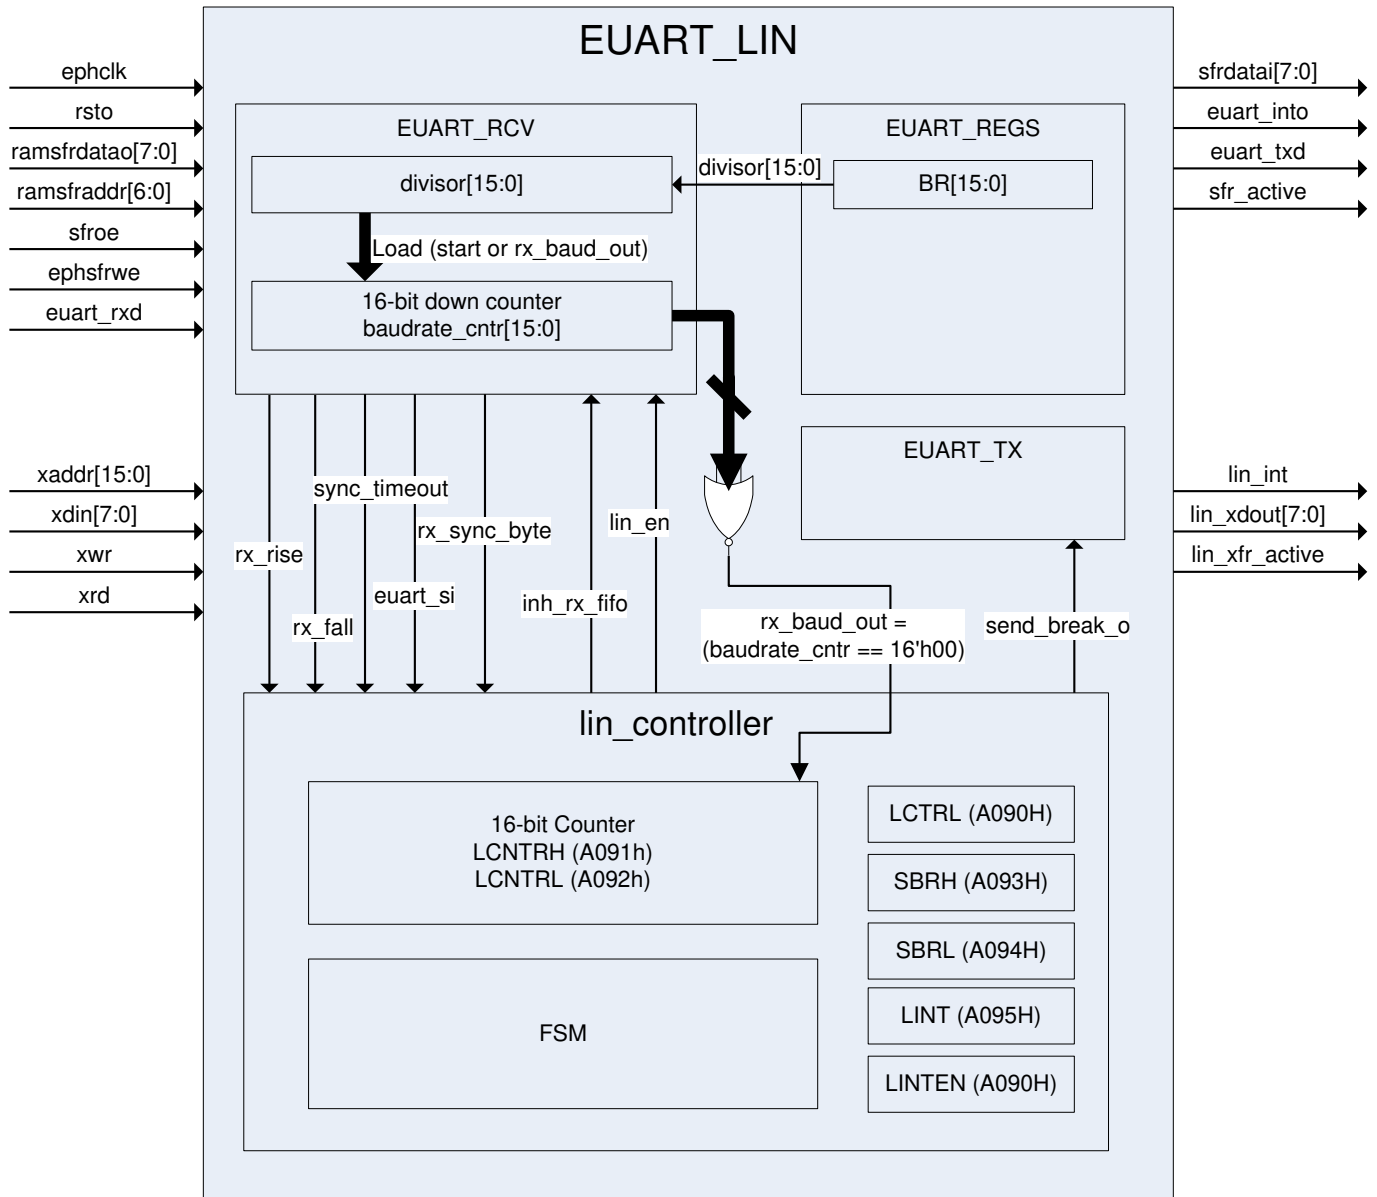 EUART_LIN
ephclk
rsto
ramsfrdatao[7:0]
ramsfraddr[6:0]
sfroe
ephsfrwe
euart_rxd
xaddr[15:0]
xdin[7:0]
xwr
xrd
EUART_RCV
divisor[15:0]
Load (start or rx_baud_out)
16-bit down counter
baudrate_cntr[15:0]
divisor[15:0]
EUART_REGS
BR[15:0]
EUART_TX
sfrdatai[7:0]
euart_into
euart_txd
sfr_active
lin_int
lin_xdout[7:0]
lin_xfr_active
rx_rise
rx_fall
sync_timeout
euart_si
rx_sync_byte
inh_rx_fifo
lin_en
rx_baud_out =
(baudrate_cntr == 16'h00)
send_break_o
lin_controller
16-bit Counter
LCNTRH (A091h)
LCNTRL (A092h)
FSM
LCTRL (A090H)
SBRH (A093H)
SBRL (A094H)
LINT (A095H)
LINTEN (A090H)